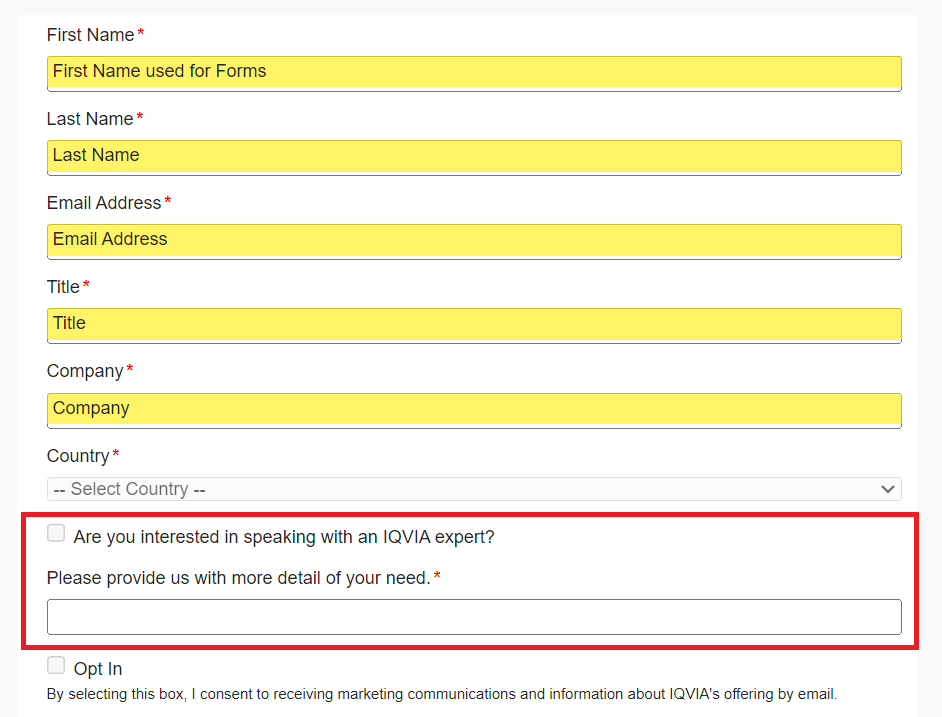 First Name*
First Name used for Forms
Last Name*
Last Name
Email Address*
Email Address
Title*
Title
Company*
Company
Country*
-- Select Country --
Are you interested in speaking with an IQVIA expert?
Please provide us with more detail of your need.*
Opt In
By selecting this box, I consent to receiving marketing communications and information about IQVIA's offering by email.